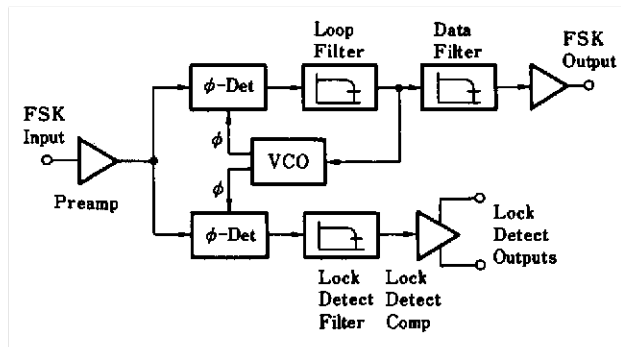 Loop
Filter
Data
Filter
FSK
Output
φ-Det
FSK
Input
φ
VCO
φ
Preamp
φ-Det
Lock
Detect
Outputs
Lock
Detect
Filter
Lock
Detect
Comp